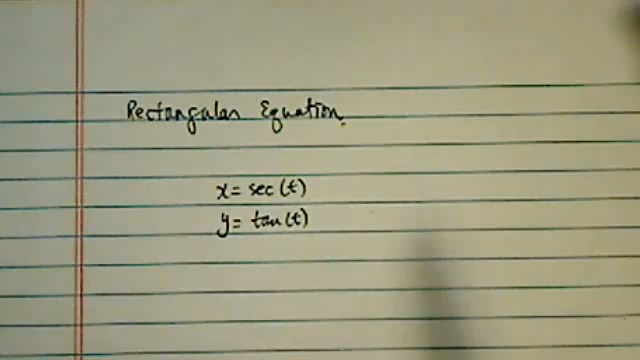 Rectangular Equation.
x = sec(t)
y = tan(t)